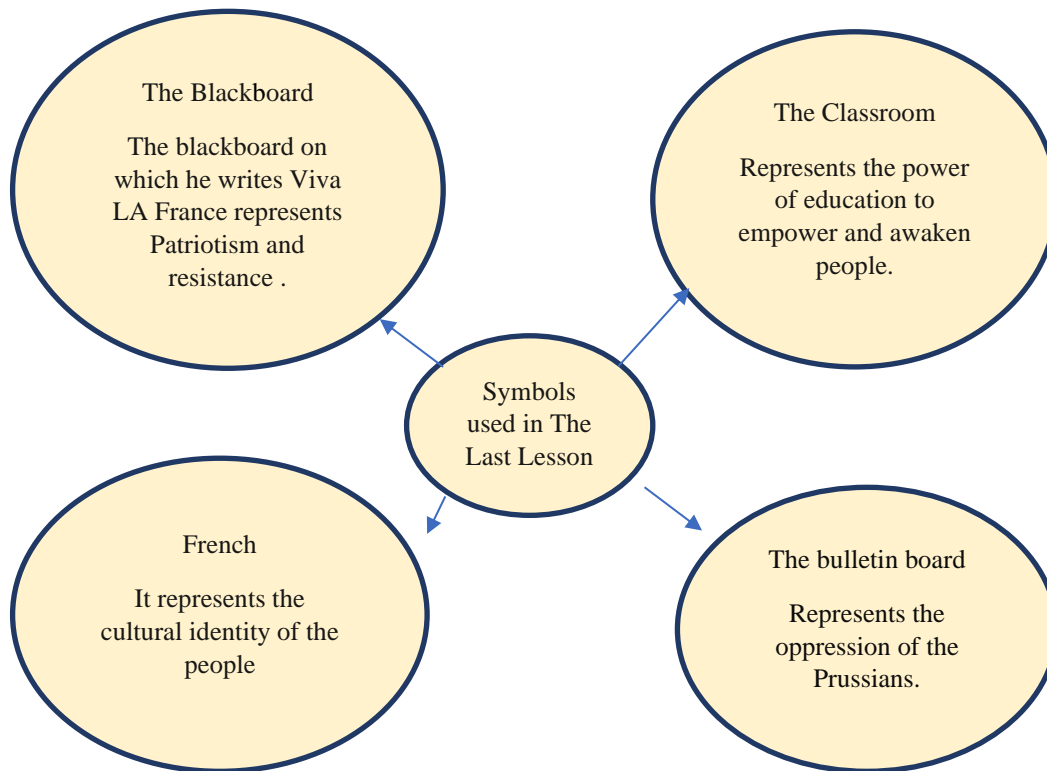 The Blackboard
The blackboard on
which he writes Viva
LA France represents
Patriotism and
resistance .
The Classroom
Represents the power
of education to
empower and awaken
people.
Symbols
used in The
Last Lesson
French
It represents the
cultural identity of the
people
The bulletin board
Represents the
oppression of the
Prussians.